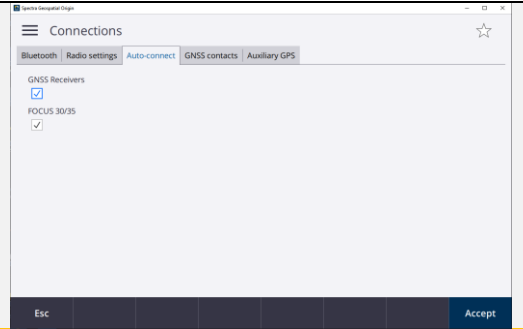 Spectra Geospatial Origin
Connections
Bluetooth Radio settings Auto-connect GNSS contacts Auxiliary GPS
GNSS Receivers
FOCUS 30/35
Esc Accept